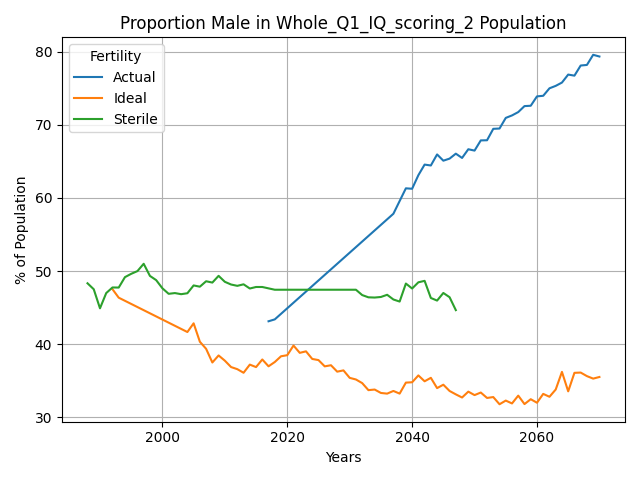 Proportion Male in Whole_Q1_IQ_scoring_2 Population
Fertility
Actual
Ideal
Sterile
% of Population
80
70
60
50
40
30
2000
2020
2040
2060
Years